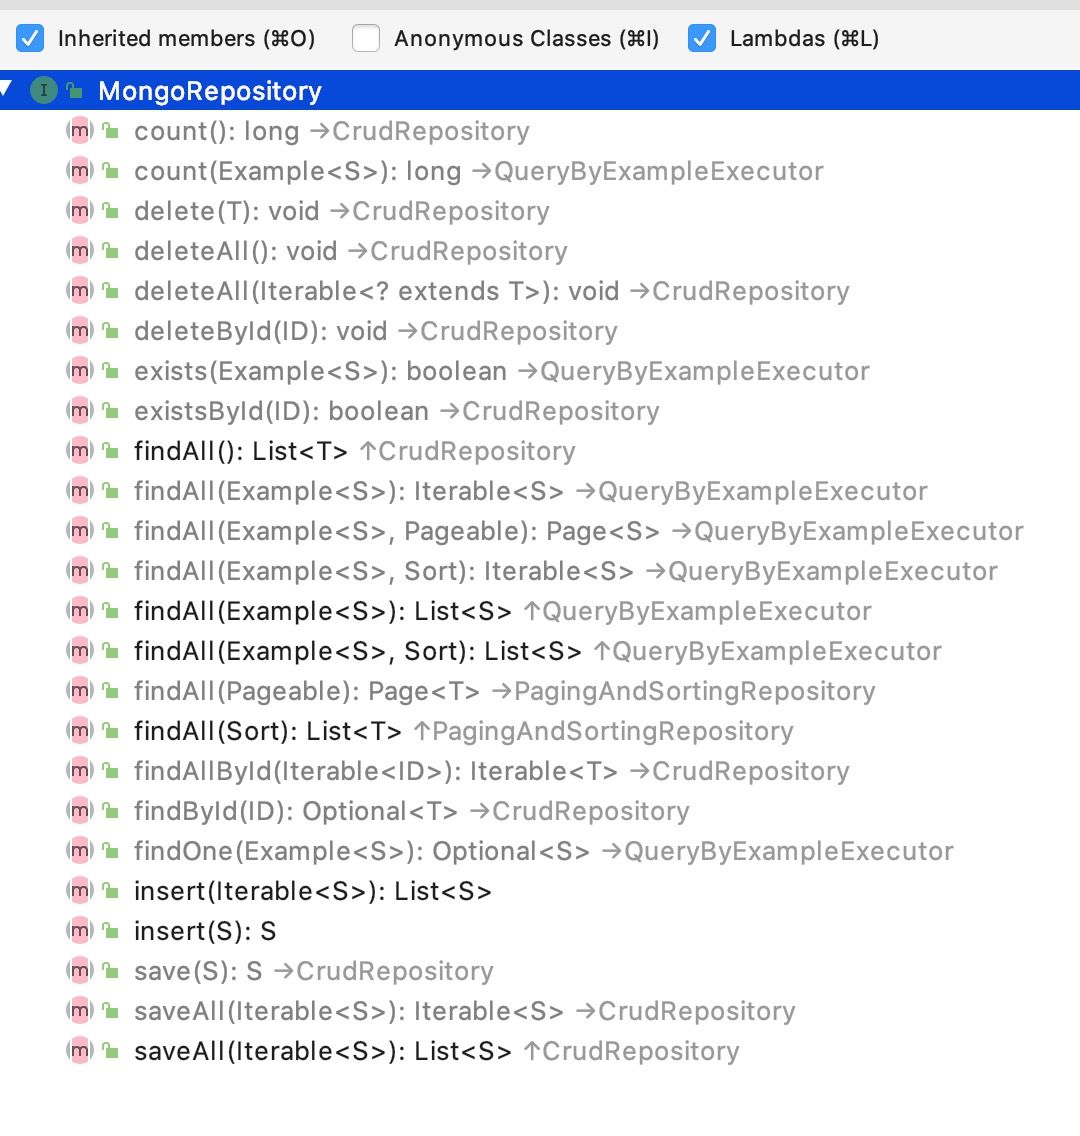 Inherited members (⌘O) Anonymous Classes (⌘I) Lambdas (⌘L)
I MongoRepository
m count(): long →CrudRepository
m count(Example<S>): long →QueryByExampleExecutor
m delete(T): void →CrudRepository
m deleteAll(): void →CrudRepository
m deleteAll(Iterable<? extends T>): void →CrudRepository
m deleteById(ID): void →CrudRepository
m exists(Example<S>): boolean →QueryByExampleExecutor
m existsById(ID): boolean →CrudRepository
m findAll(): List<T> ↑CrudRepository
m findAll(Example<S>): Iterable<S> →QueryByExampleExecutor
m findAll(Example<S>, Pageable): Page<S> →QueryByExampleExecutor
m findAll(Example<S>, Sort): Iterable<S> →QueryByExampleExecutor
m findAll(Example<S>): List<S> ↑QueryByExampleExecutor
m findAll(Example<S>, Sort): List<S> ↑QueryByExampleExecutor
m findAll(Pageable): Page<T> →PagingAndSortingRepository
m findAll(Sort): List<T> ↑PagingAndSortingRepository
m findAllById(Iterable<ID>): Iterable<T> →CrudRepository
m findById(ID): Optional<T> →CrudRepository
m findOne(Example<S>): Optional<S> →QueryByExampleExecutor
m insert(Iterable<S>): List<S>
m insert(S): S
m save(S): S →CrudRepository
m saveAll(Iterable<S>): Iterable<S> →CrudRepository
m saveAll(Iterable<S>): List<S> ↑CrudRepository